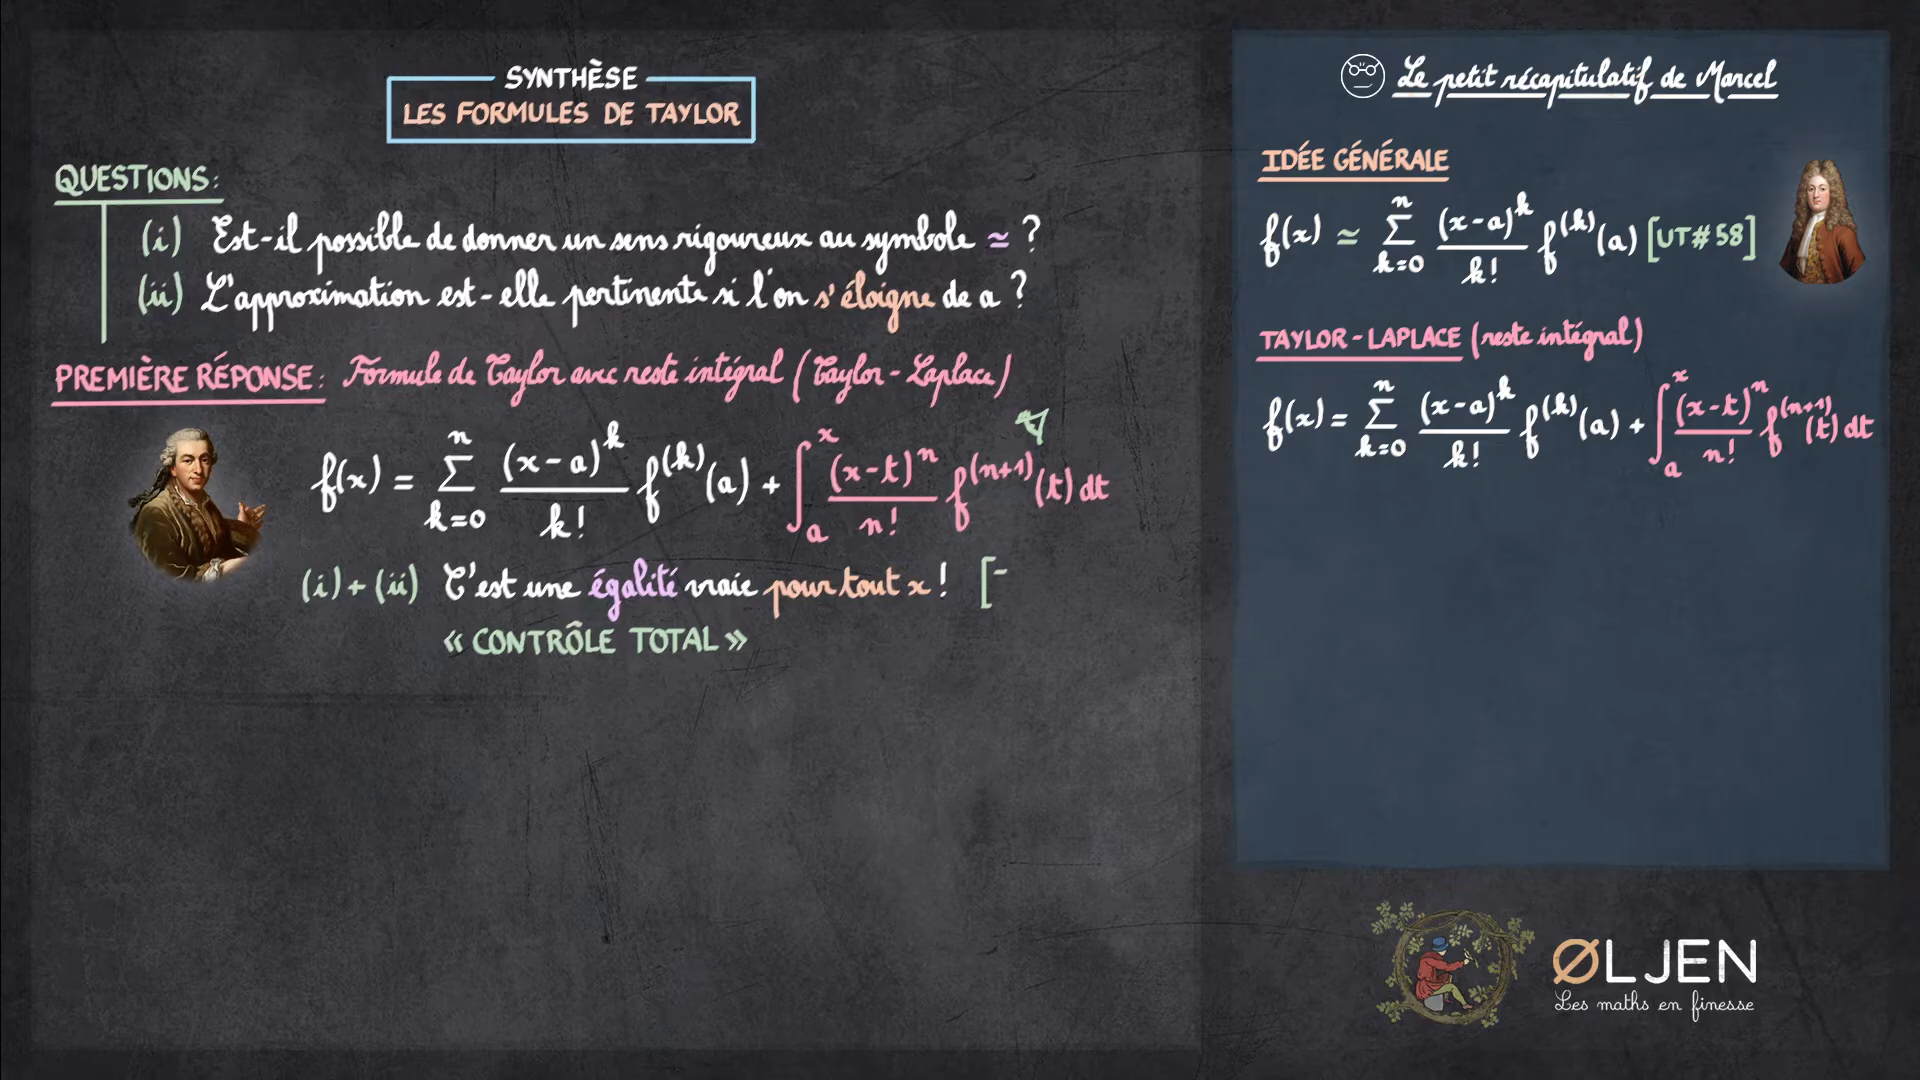 SYNTHÈSE
LES FORMULES DE TAYLOR
QUESTIONS:
(i) Est-il possible de donner un sens rigoureux au symbole ≃ ?
(ii) L'approximation est-elle pertinente si l'on s'éloigne de a ?
PREMIÈRE RÉPONSE: Formule de Taylor avec reste intégral (Taylor-Laplace)
f(x) = ∑_{k=0}^{n} (x-a)^k / k! f^{(k)}(a) + ∫_a^x (x-t)^n / n! f^{(n+1)}(t) dt
(i)+(ii) C'est une égalité vraie pour tout x ! [
« CONTRÔLE TOTAL »
Le petit récapitulatif de Marcel
IDÉE GÉNÉRALE
f(x) ≃ ∑_{k=0}^{n} (x-a)^k / k! f^{(k)}(a) [UT#58]
TAYLOR-LAPLACE (reste intégral)
f(x) = ∑_{k=0}^{n} (x-a)^k / k! f^{(k)}(a) + ∫_a^x (x-t)^n / n! f^{(n+1)}(t) dt
ØLJEN
Les maths en finesse